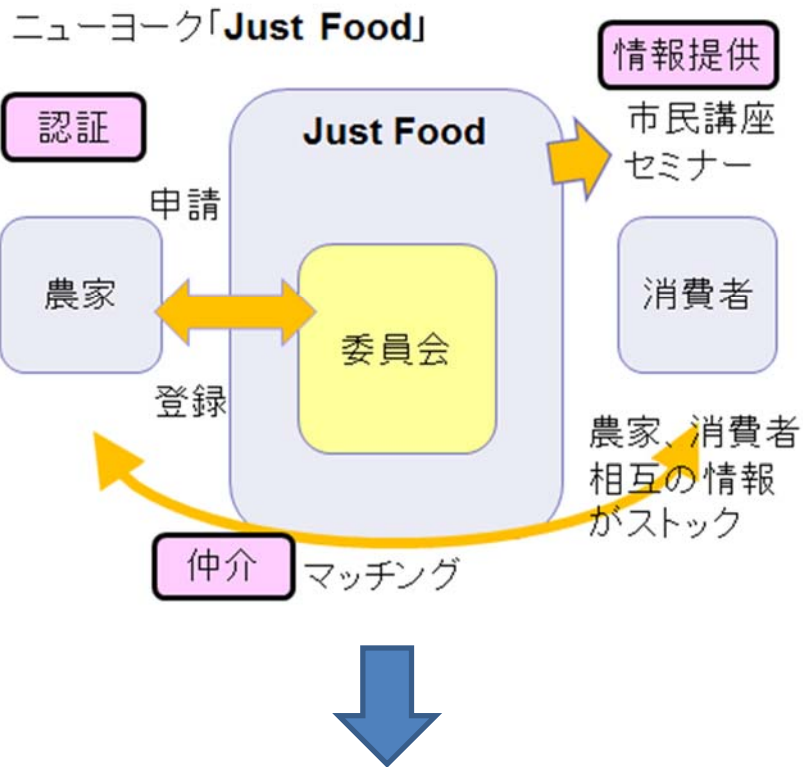 ニューヨーク「Just Food」
情報提供
市民講座
セミナー
認証
Just Food
申請
農家
委員会
消費者
登録
農家、消費者
相互の情報
がストック
仲介
マッチング